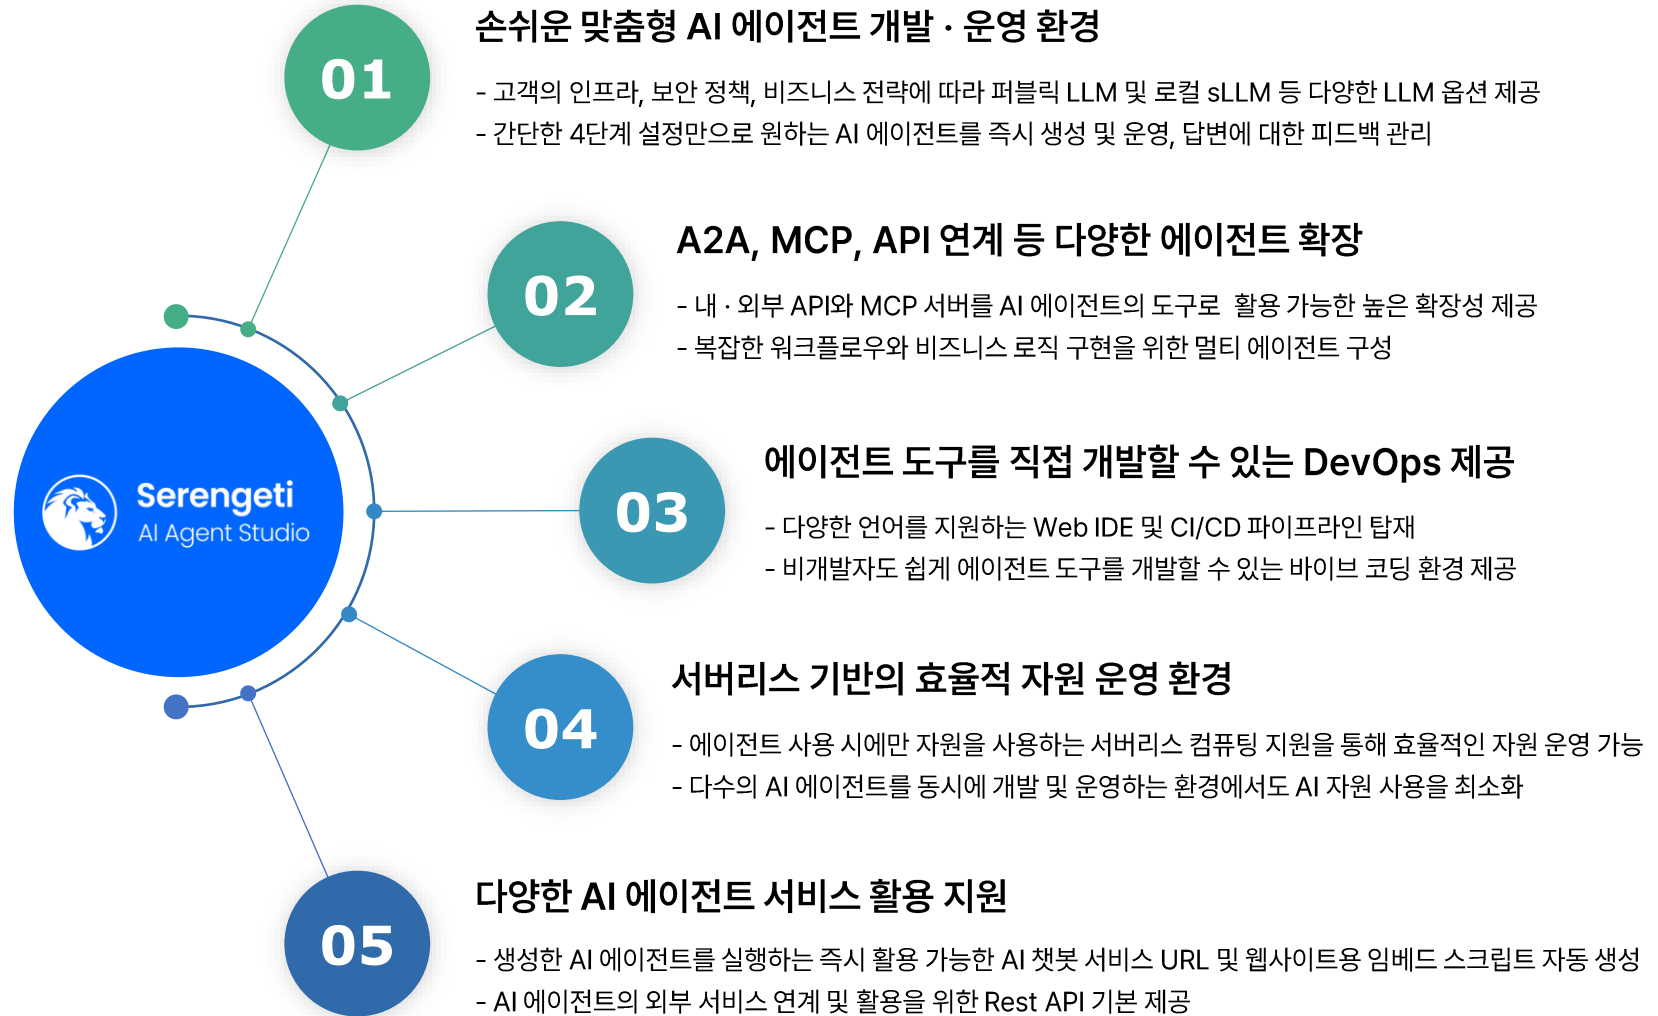 01
손쉬운 맞춤형 AI 에이전트 개발 · 운영 환경
- 고객의 인프라, 보안 정책, 비즈니스 전략에 따라 퍼블릭 LLM 및 로컬 sLLM 등 다양한 LLM 옵션 제공
- 간단한 4단계 설정만으로 원하는 AI 에이전트를 즉시 생성 및 운영, 답변에 대한 피드백 관리
02
A2A, MCP, API 연계 등 다양한 에이전트 확장
- 내 · 외부 API와 MCP 서버를 AI 에이전트의 도구로  활용 가능한 높은 확장성 제공
- 복잡한 워크플로우와 비즈니스 로직 구현을 위한 멀티 에이전트 구성
Serengeti
AI Agent Studio
03
에이전트 도구를 직접 개발할 수 있는 DevOps 제공
- 다양한 언어를 지원하는 Web IDE 및 CI/CD 파이프라인 탑재
- 비개발자도 쉽게 에이전트 도구를 개발할 수 있는 바이브 코딩 환경 제공
04
서버리스 기반의 효율적 자원 운영 환경
- 에이전트 사용 시에만 자원을 사용하는 서버리스 컴퓨팅 지원을 통해 효율적인 자원 운영 가능
- 다수의 AI 에이전트를 동시에 개발 및 운영하는 환경에서도 AI 자원 사용을 최소화
05
다양한 AI 에이전트 서비스 활용 지원
- 생성한 AI 에이전트를 실행하는 즉시 활용 가능한 AI 챗봇 서비스 URL 및 웹사이트용 임베드 스크립트 자동 생성
- AI 에이전트의 외부 서비스 연계 및 활용을 위한 Rest API 기본 제공